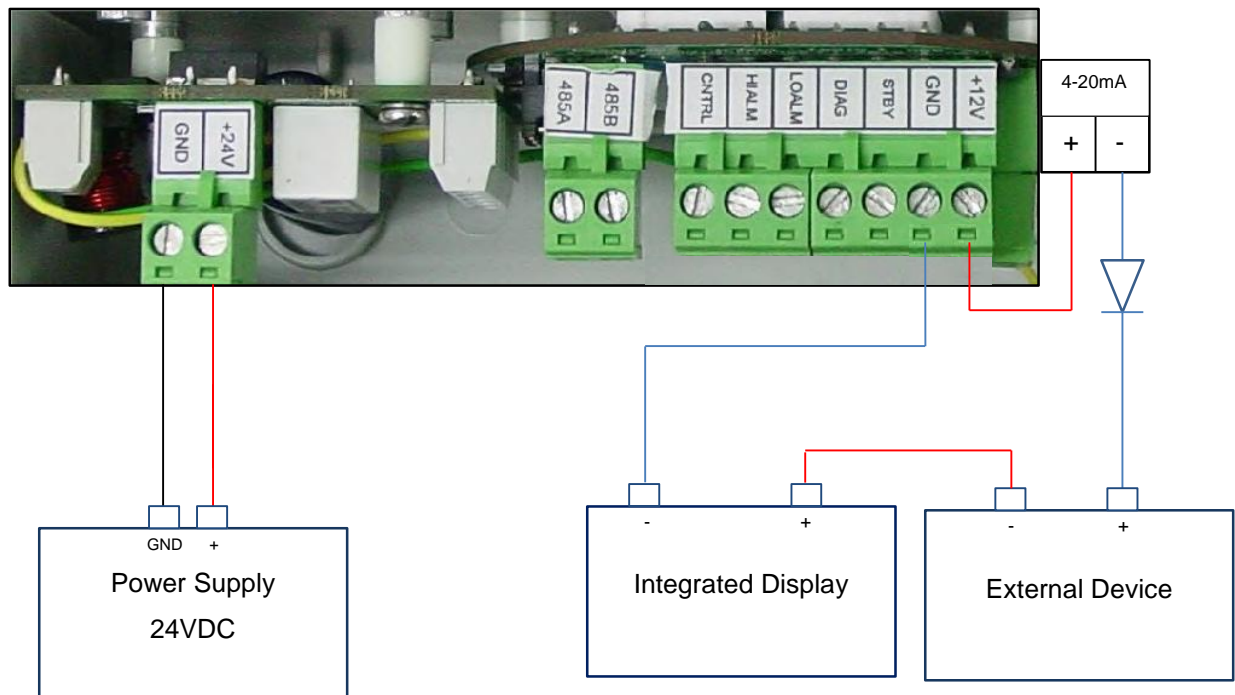 GND
+24V
485A
485B
CNTRL
HIALM
LOALM
DIAG
STBY
GND
+12V
4-20mA
+ -
GND +
Power Supply
24VDC
- +
Integrated Display
- +
External Device